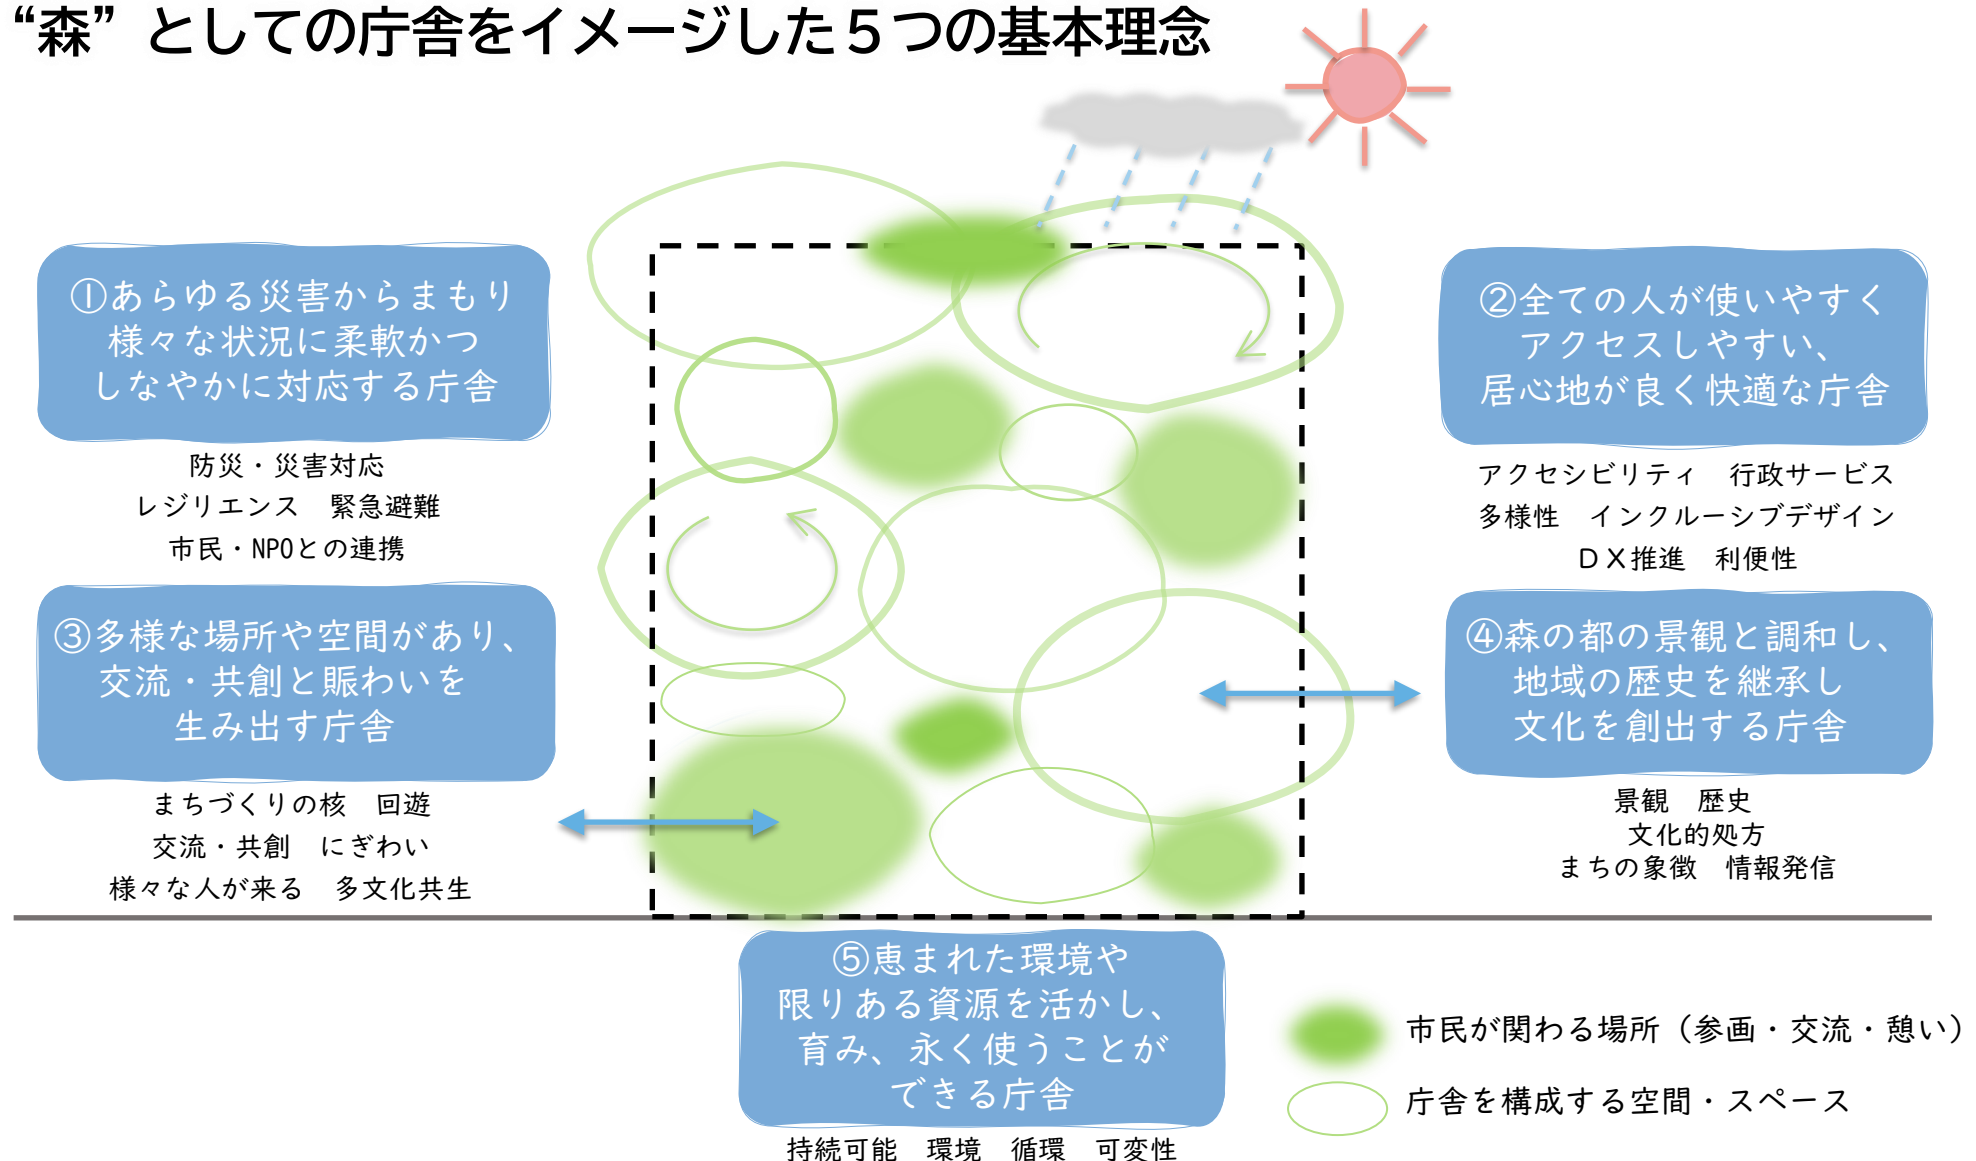 “森”としての庁舎をイメージした５つの基本理念
①あらゆる災害からまもり
様々な状況に柔軟かつ
しなやかに対応する庁舎
防災・災害対応
レジリエンス　緊急避難
市民・NPOとの連携
②全ての人が使いやすく
アクセスしやすい、
居心地が良く快適な庁舎
アクセシビリティ　行政サービス
多様性　インクルーシブデザイン
ＤＸ推進　利便性
③多様な場所や空間があり、
交流・共創と賑わいを
生み出す庁舎
まちづくりの核　回遊
交流・共創　にぎわい
様々な人が来る　多文化共生
④森の都の景観と調和し、
地域の歴史を継承し
文化を創出する庁舎
景観　歴史
文化的処方
まちの象徴　情報発信
⑤恵まれた環境や
限りある資源を活かし、
育み、永く使うことが
できる庁舎
持続可能　環境　循環　可変性
市民が関わる場所（参画・交流・憩い）
庁舎を構成する空間・スペース